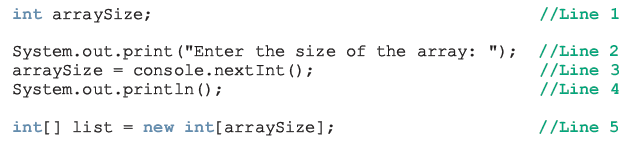 int arraySize; //Line 1
System.out.print("Enter the size of the array: "); //Line 2
arraySize = console.nextInt(); //Line 3
System.out.println(); //Line 4
int[] list = new int[arraySize]; //Line 5